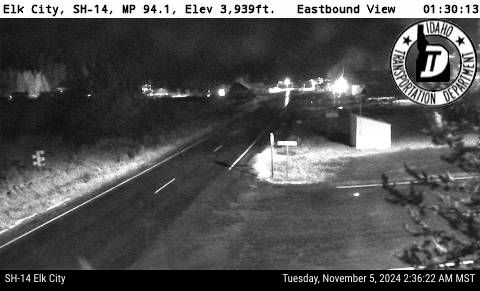 Elk City, SH-14, MP 94.1, Elev 3,939ft. Eastbound View 01:30:13
IDAHO
TRANSPORTATION DEPARTMENT
SH-14 Elk City Tuesday, November 5, 2024 2:36:22 AM MST